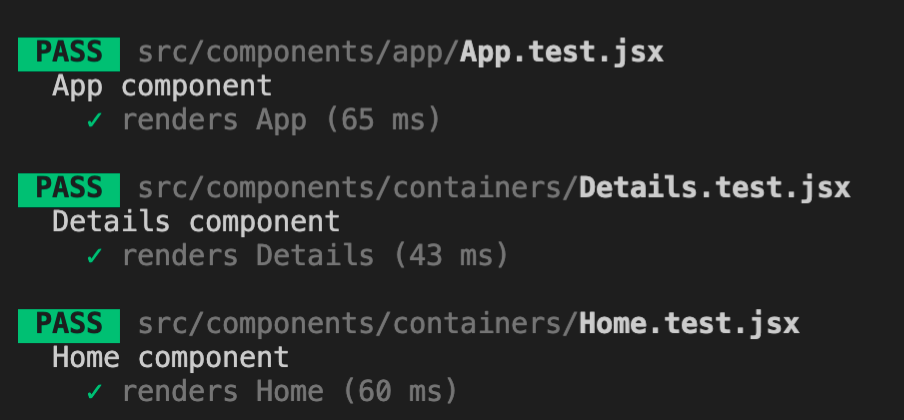 PASS src/components/app/App.test.jsx
App component
✓ renders App (65 ms)
PASS src/components/containers/Details.test.jsx
Details component
✓ renders Details (43 ms)
PASS src/components/containers/Home.test.jsx
Home component
✓ renders Home (60 ms)